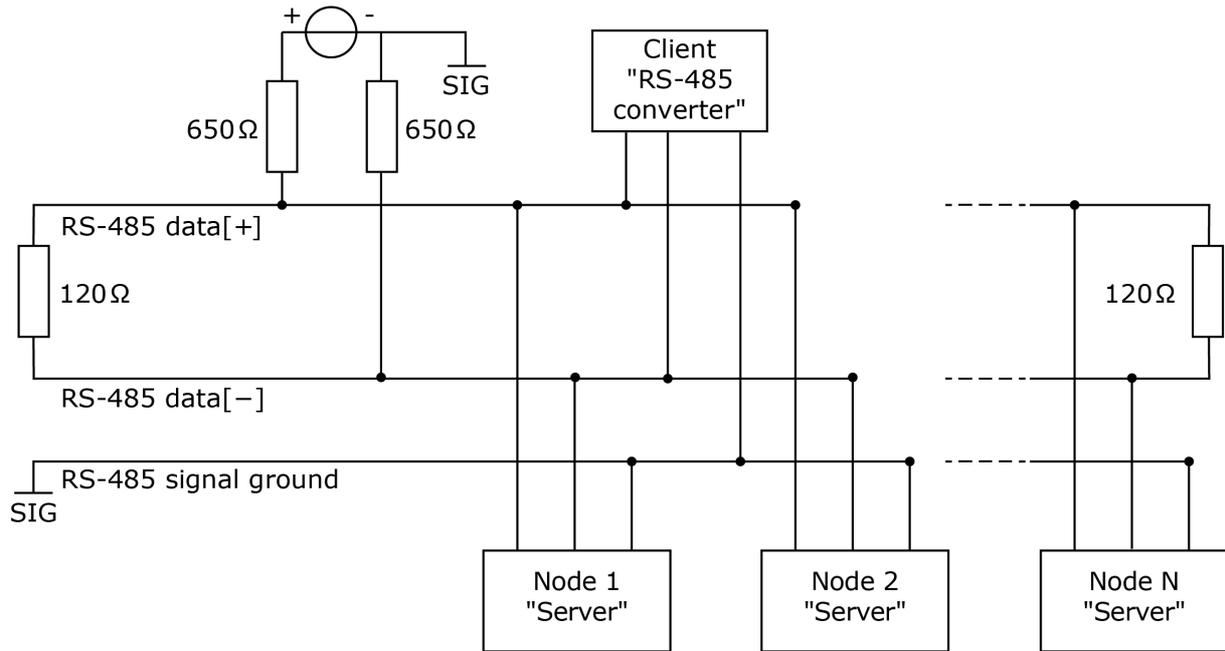 + -
SIG
650Ω
650Ω
Client
"RS-485
converter"
RS-485 data[+]
120Ω
120Ω
RS-485 data[−]
RS-485 signal ground
SIG
Node 1
"Server"
Node 2
"Server"
Node N
"Server"